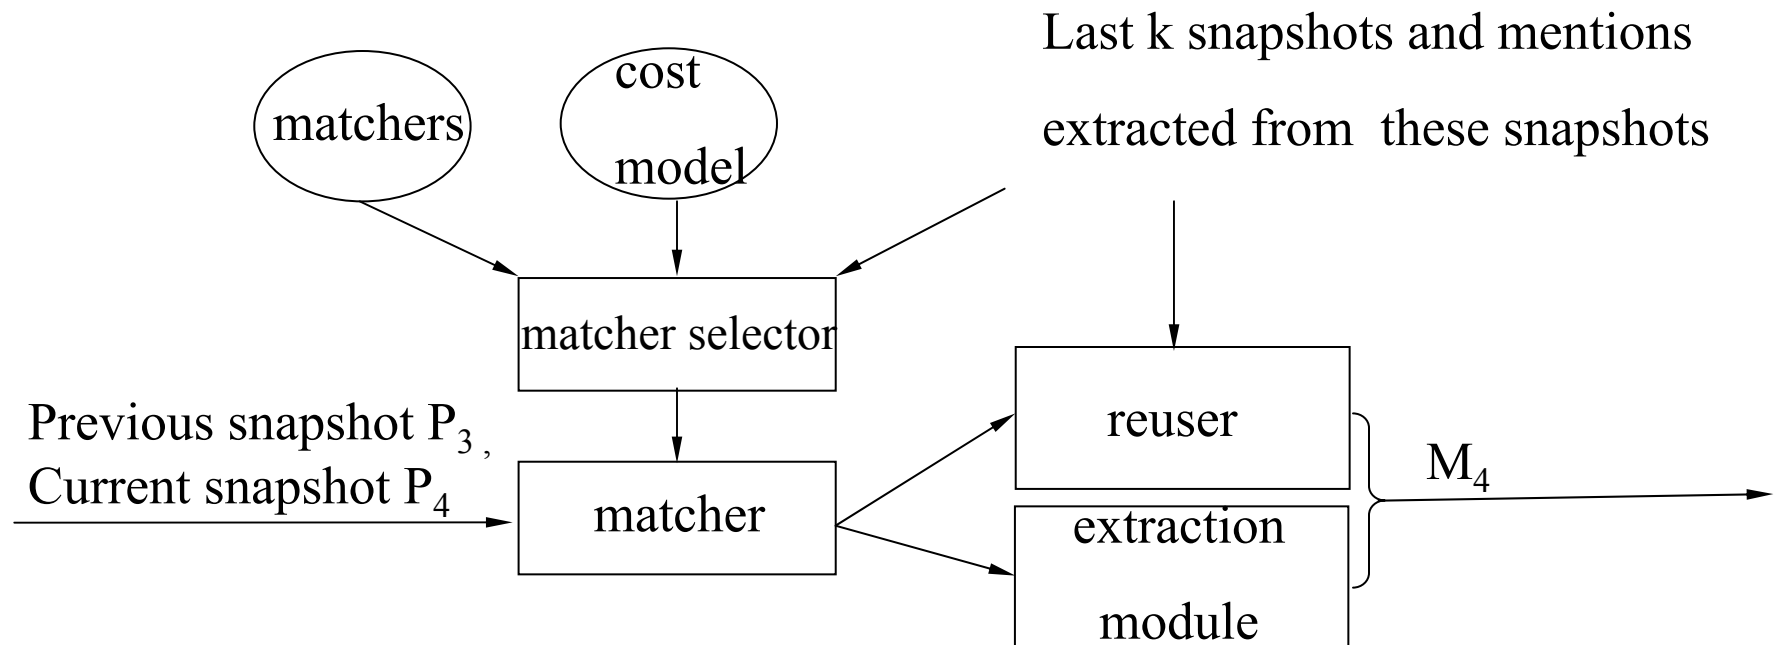 Last k snapshots and mentions
extracted from these snapshots
matchers
cost
model
matcher selector
Previous snapshot P3 ,
Current snapshot P4
matcher
reuser
extraction
module
M4